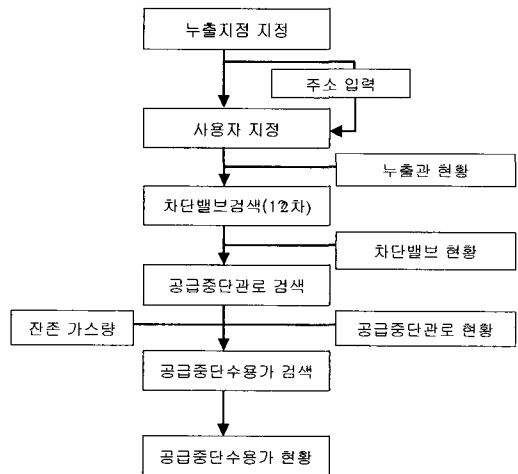 누출지점 지정
주소 입력
사용자 지정
누출관 현황
차단밸브검색(12차)
차단밸브 현황
공급중단관로 검색
잔존 가스량
공급중단관로 현황
공급중단수용가 검색
공급중단수용가 현황